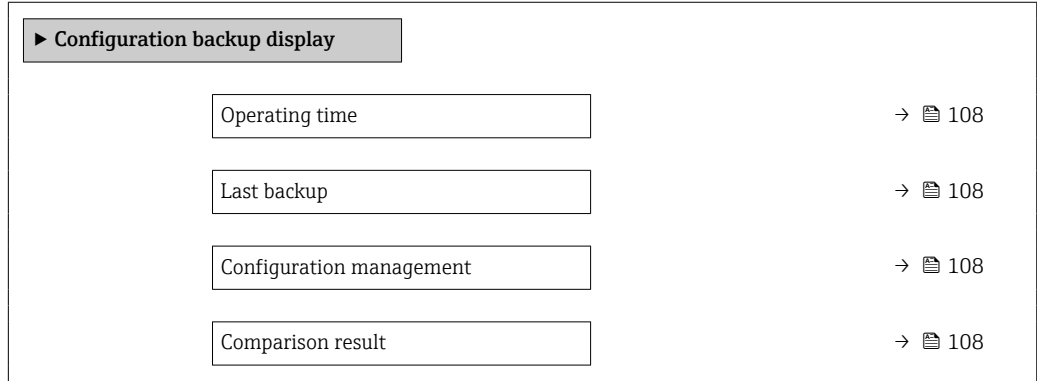 ▶ Configuration backup display
Operating time → 🖺 108
Last backup → 🖺 108
Configuration management → 🖺 108
Comparison result → 🖺 108